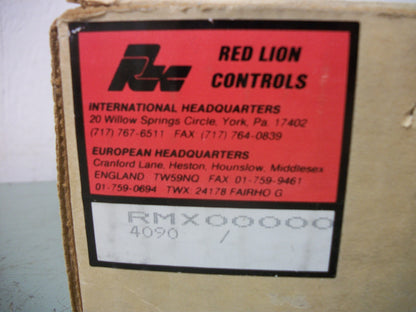 RED LION
CONTROLS
INTERNATIONAL HEADQUARTERS
20 Willow Springs Circle, York, Pa. 17402
(717) 767-6511 FAX (717) 764-0839
EUROPEAN HEADQUARTERS
Cranford Lane, Heston, Hounslow, Middlesex
ENGLAND TW59NQ FAX 01-759-9461
01-759-0694 TWX 24178 FAIRHO G
RMX00000
4090 /